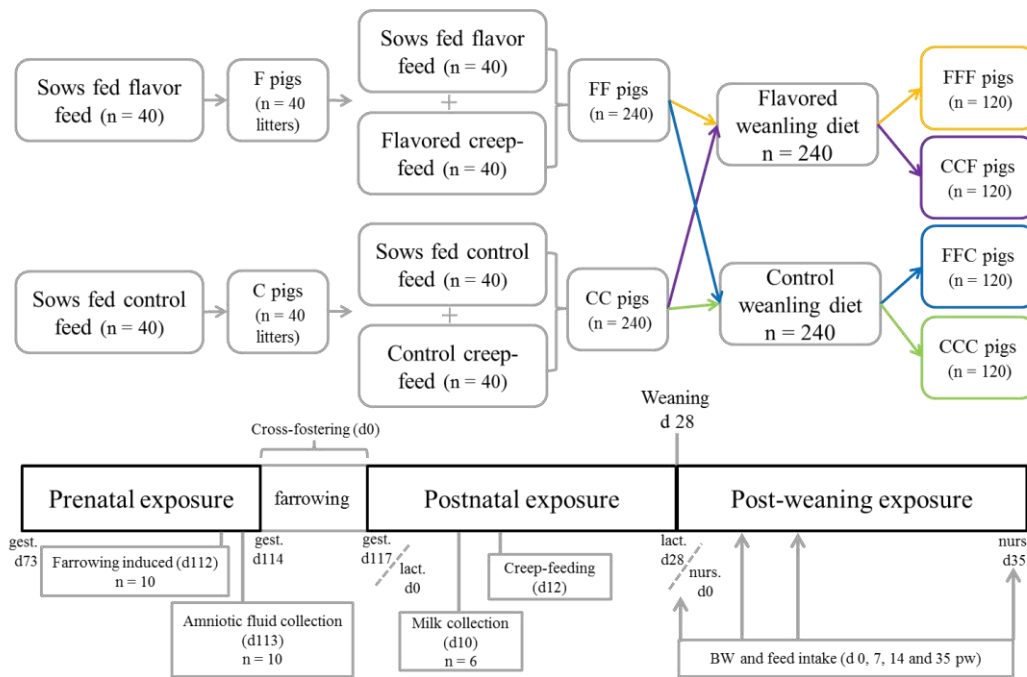 Sows fed flavor
feed (n = 40)
F pigs
(n = 40
litters)
Sows fed flavor
feed (n = 40)
+
Flavored creep-
feed (n = 40)
FF pigs
(n = 240)
Flavored
weanling diet
n = 240
FFF pigs
(n = 120)
CCF pigs
(n = 120)
Sows fed control
feed (n = 40)
C pigs
(n = 40
litters)
Sows fed control
feed (n = 40)
+
Control creep-
feed (n = 40)
CC pigs
(n = 240)
Control
weanling diet
n = 240
FFC pigs
(n = 120)
CCC pigs
(n = 120)
Weaning
d 28
Cross-fostering (d0)
Prenatal exposure
farrowing
Postnatal exposure
Post-weaning exposure
gest.
d73
gest.
d114
gest.
d117
lact.
d0
lact.
d28
nurs.
d0
nurs.
d35
Farrowing induced (d112)
n = 10
Amniotic fluid collection
(d113)
n = 10
Milk collection
(d10)
n = 6
Creep-feeding
(d12)
BW and feed intake (d 0, 7, 14 and 35 pw)